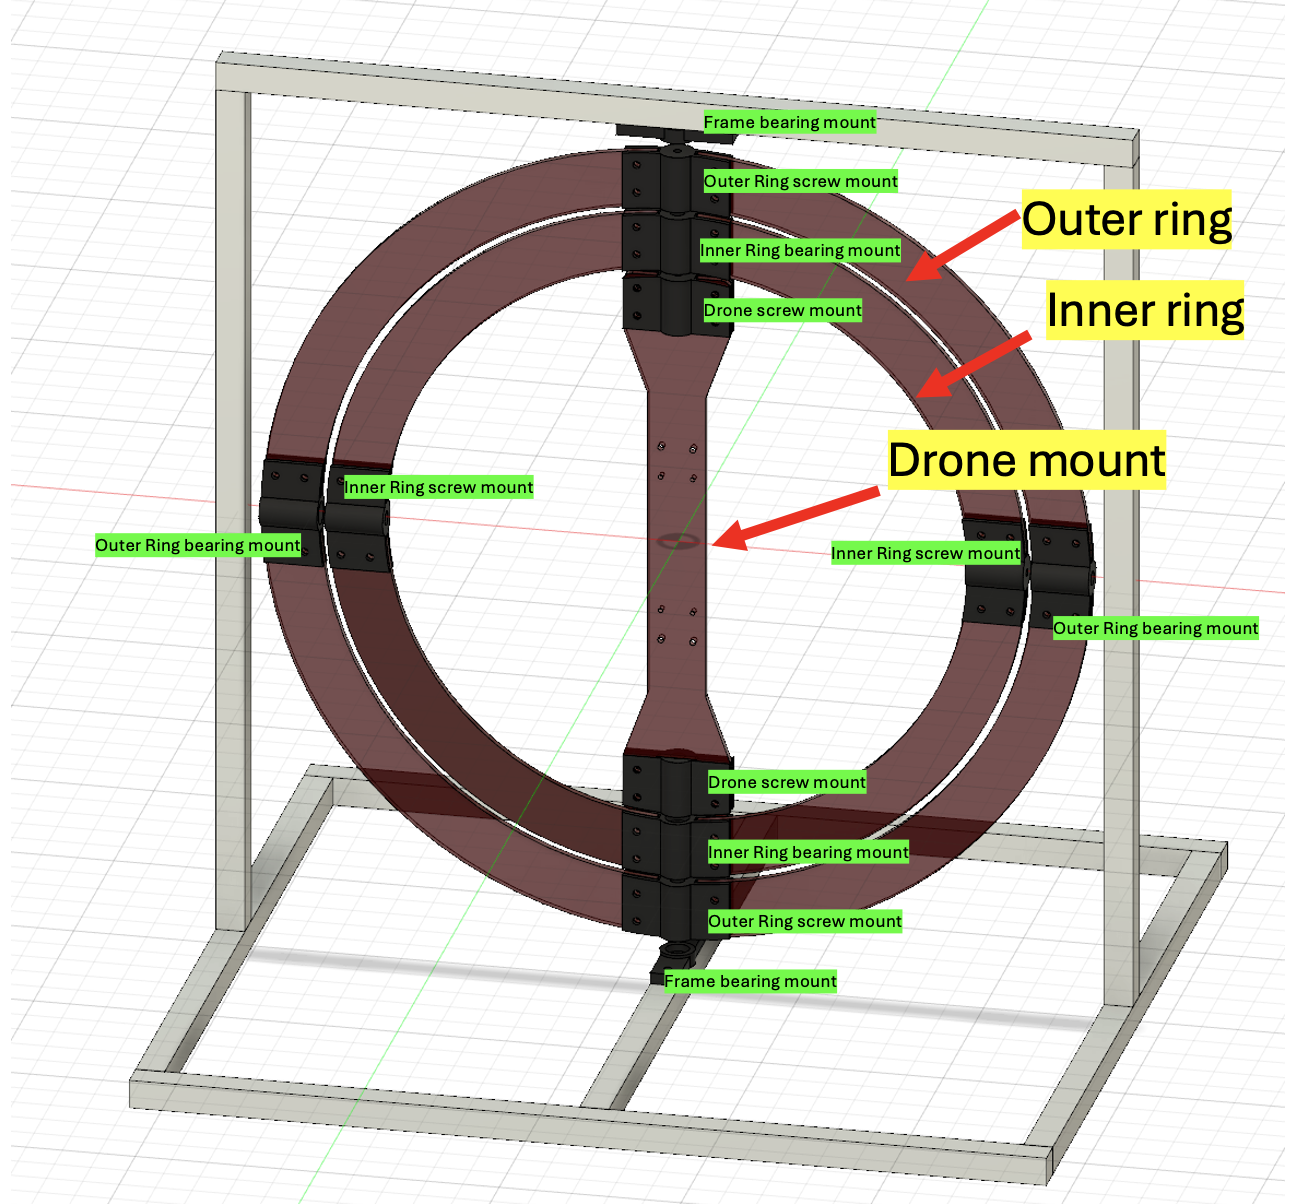 Frame bearing mount
Outer Ring screw mount
Outer ring
Inner Ring bearing mount
Inner ring
Drone screw mount
Drone mount
Inner Ring screw mount
Outer Ring bearing mount
Inner Ring screw mount
Outer Ring bearing mount
Drone screw mount
Inner Ring bearing mount
Outer Ring screw mount
Frame bearing mount